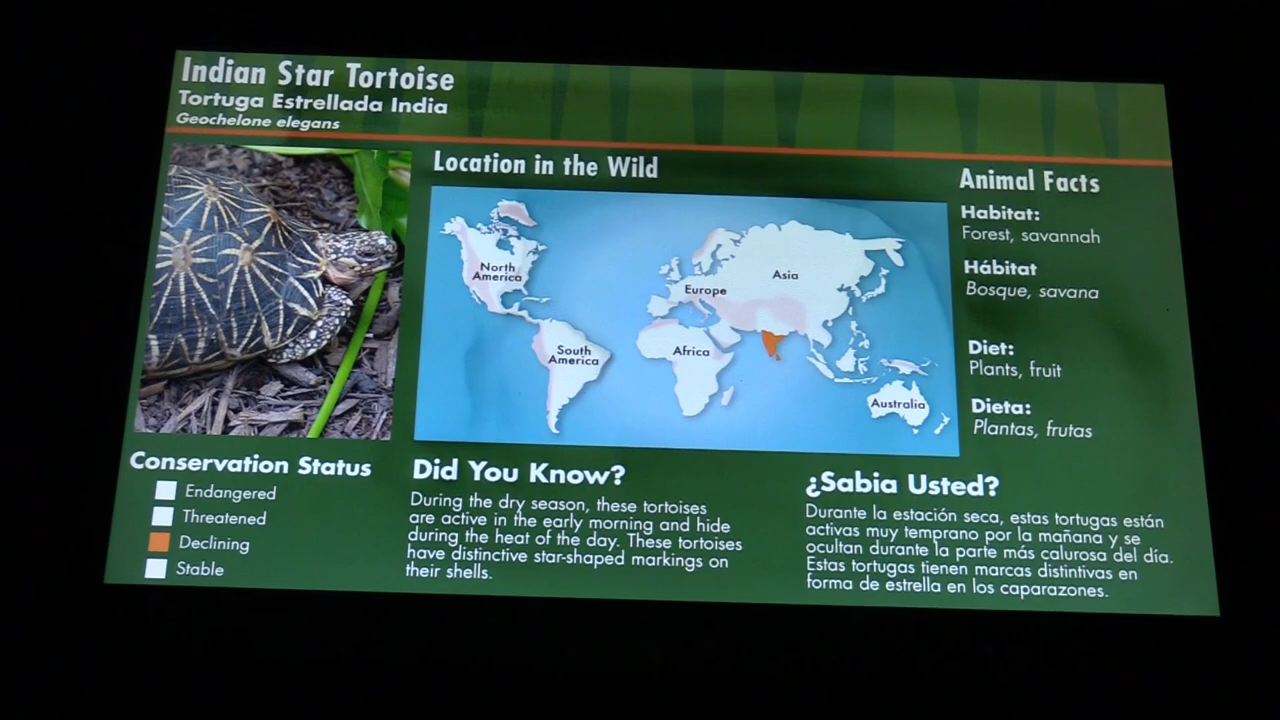 Indian Star Tortoise
Tortuga Estrellada India
Geochelone elegans
Location in the Wild
North
America
South
America
Europe
Africa
Asia
Australia
Animal Facts
Habitat:
Forest, savannah
Hábitat
Bosque, savana
Diet:
Plants, fruit
Dieta:
Plantas, frutas
Conservation Status
Endangered
Threatened
Declining
Stable
Did You Know?
During the dry season, these tortoises
are active in the early morning and hide
during the heat of the day. These tortoises
have distinctive star-shaped markings on
their shells.
¿Sabia Usted?
Durante la estación seca, estas tortugas están
activas muy temprano por la mañana y se
ocultan durante la parte más calurosa del día.
Estas tortugas tienen marcas distintivas en
forma de estrella en los caparazones.